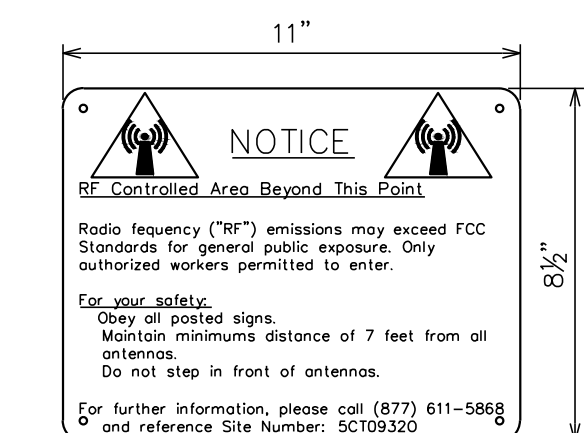 11"
NOTICE
RF Controlled Area Beyond This Point
Radio fequency ("RF") emissions may exceed FCC
Standards for general public exposure. Only
authorized workers permitted to enter.
For your safety:
Obey all posted signs.
Maintain minimums distance of 7 feet from all
antennas.
Do not step in front of antennas.
For further information, please call (877) 611-5868
and reference Site Number: 5CT09320
8½"